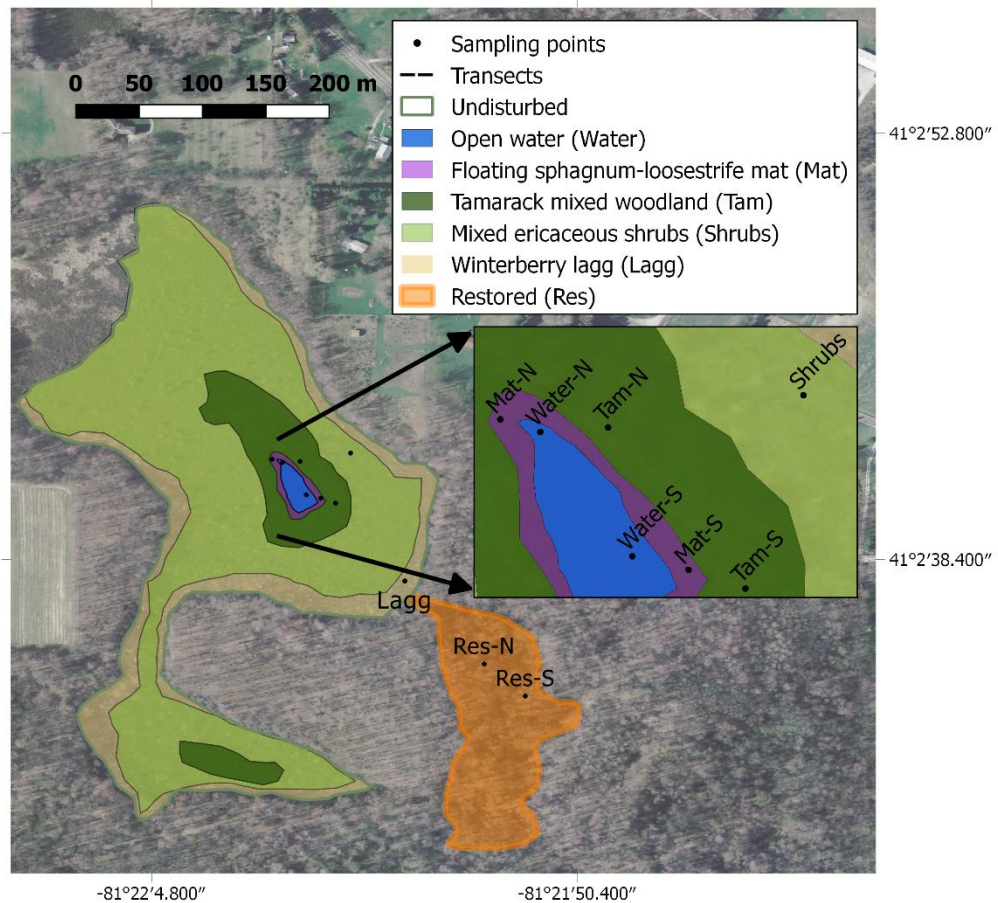 0 50 100 150 200 m
Sampling points
Transects
Undisturbed
Open water (Water)
Floating sphagnum-loosestrife mat (Mat)
Tamarack mixed woodland (Tam)
Mixed ericaceous shrubs (Shrubs)
Winterberry lagg (Lagg)
Restored (Res)
41°2′52.800″
Mat-N
Water-N
Tam-N
Shrubs
Water-S
Mat-S
Tam-S
41°2′38.400″
Lagg
Res-N
Res-S
-81°22′4.800″
-81°21′50.400″